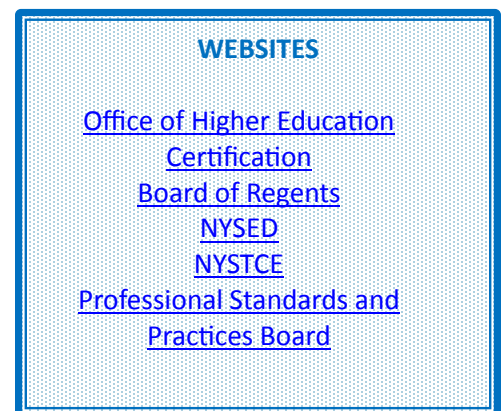 WEBSITES
Office of Higher Education
Certification
Board of Regents
NYSED
NYSTCE
Professional Standards and
Practices Board